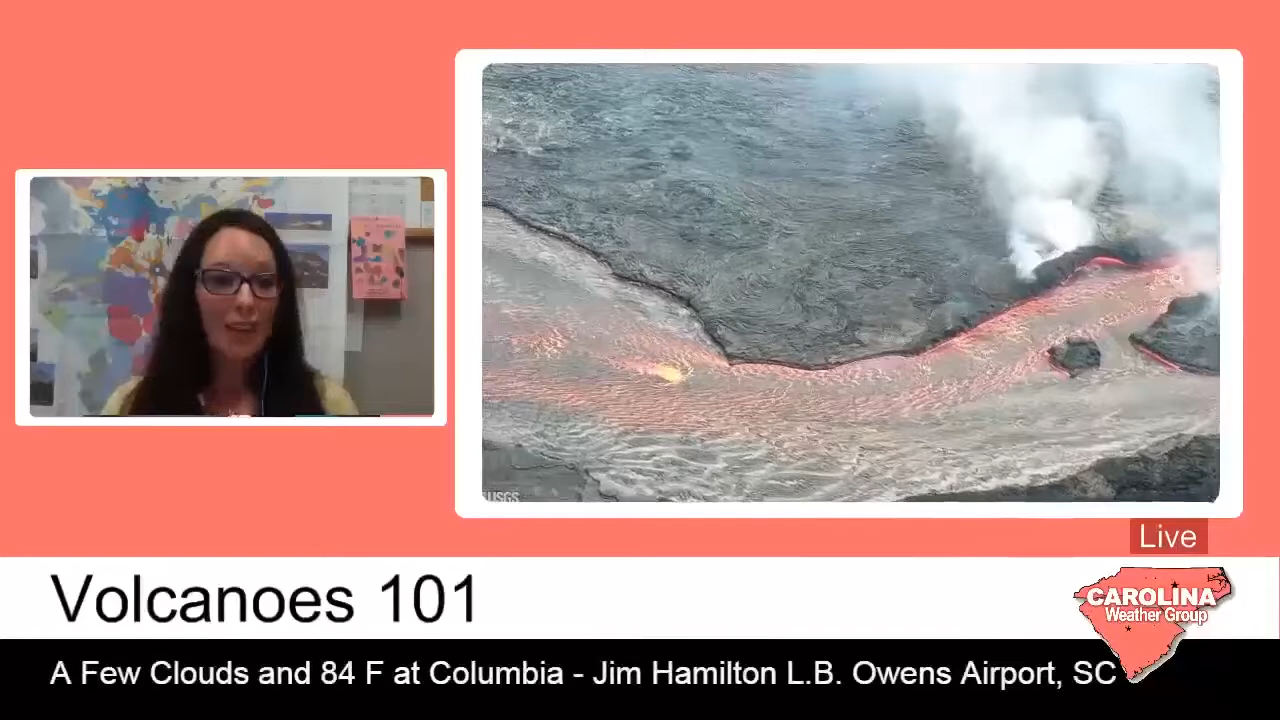 USGS
Live
Volcanoes 101
CAROLINA
Weather Group
A Few Clouds and 84 F at Columbia - Jim Hamilton L.B. Owens Airport, SC